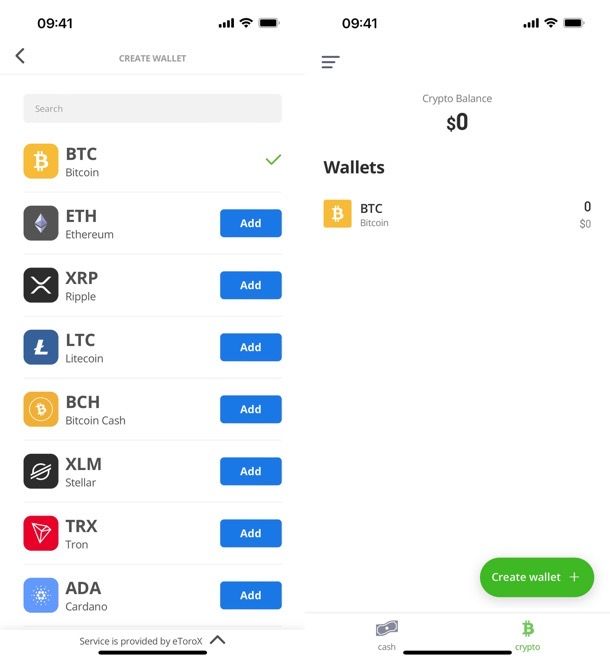 09:41
CREATE WALLET
Search
BTC
Bitcoin
ETH
Ethereum
Add
XRP
Ripple
Add
LTC
Litecoin
Add
BCH
Bitcoin Cash
Add
XLM
Stellar
Add
TRX
Tron
Add
ADA
Cardano
Add
Service is provided by eToroX
09:41
Crypto Balance
$0
Wallets
BTC
0
Bitcoin
$0
Create wallet +
cash
crypto